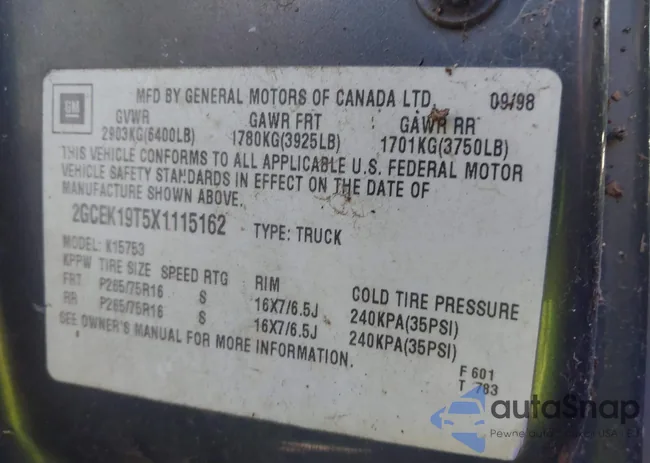 GM
MFD BY GENERAL MOTORS OF CANADA LTD. 09/98
GVWR GAWR FRT GAWR RR
2903KG(6400LB) 1780KG(3925LB) 1701KG(3750LB)
THIS VEHICLE CONFORMS TO ALL APPLICABLE U.S. FEDERAL MOTOR
VEHICLE SAFETY STANDARDS IN EFFECT ON THE DATE OF
MANUFACTURE SHOWN ABOVE.
2GCEK19T5X1115162 TYPE: TRUCK
MODEL: K15753
KPPW TIRE SIZE SPEED RTG RIM COLD TIRE PRESSURE
FRT P265/75R16 S 16X7/6.5J 240KPA(35PSI)
RR P265/75R16 S 16X7/6.5J 240KPA(35PSI)
SEE OWNER'S MANUAL FOR MORE INFORMATION.
F 601
T 783
autoSnap
Pewne auto USA